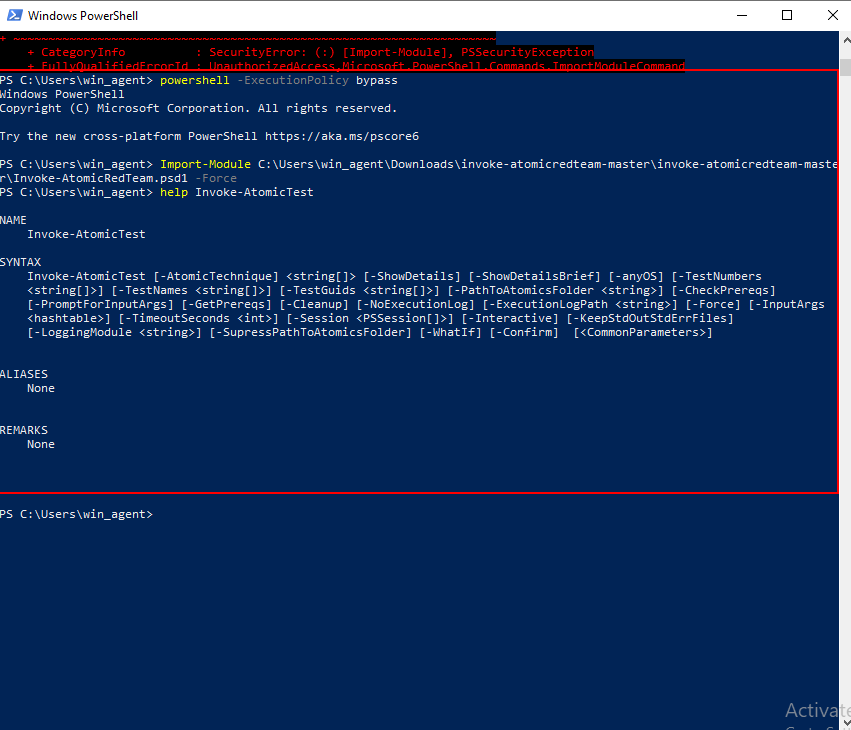 Windows PowerShell
+ ~~~~~~~~~~~~~~~~~~~~~~~~~~~~~~~~~~~~~~~~~~~~~~~~~~~~~~~~~~~~~~~~~~~~~
+ CategoryInfo          : SecurityError: (:) [Import-Module], PSSecurityException
+ FullyQualifiedErrorId : UnauthorizedAccess,Microsoft.PowerShell.Commands.ImportModuleCommand
PS C:\Users\win_agent> powershell -ExecutionPolicy bypass
Windows PowerShell
Copyright (C) Microsoft Corporation. All rights reserved.
Try the new cross-platform PowerShell https://aka.ms/pscore6
PS C:\Users\win_agent> Import-Module C:\Users\win_agent\Downloads\invoke-atomicredteam-master\invoke-atomicredteam-maste
r\Invoke-AtomicRedTeam.psd1 -Force
PS C:\Users\win_agent> help Invoke-AtomicTest
NAME
Invoke-AtomicTest
SYNTAX
Invoke-AtomicTest [-AtomicTechnique] <string[]> [-ShowDetails] [-ShowDetailsBrief] [-anyOS] [-TestNumbers
<string[]>] [-TestNames <string[]>] [-TestGuids <string[]>] [-PathToAtomicsFolder <string>] [-CheckPrereqs]
[-PromptForInputArgs] [-GetPrereqs] [-Cleanup] [-NoExecutionLog] [-ExecutionLogPath <string>] [-Force] [-InputArgs
<hashtable>] [-TimeoutSeconds <int>] [-Session <PSSession[]>] [-Interactive] [-KeepStdOutStdErrFiles]
[-LoggingModule <string>] [-SupressPathToAtomicsFolder] [-WhatIf] [-Confirm]  [<CommonParameters>]
ALIASES
None
REMARKS
None
PS C:\Users\win_agent>
Activate